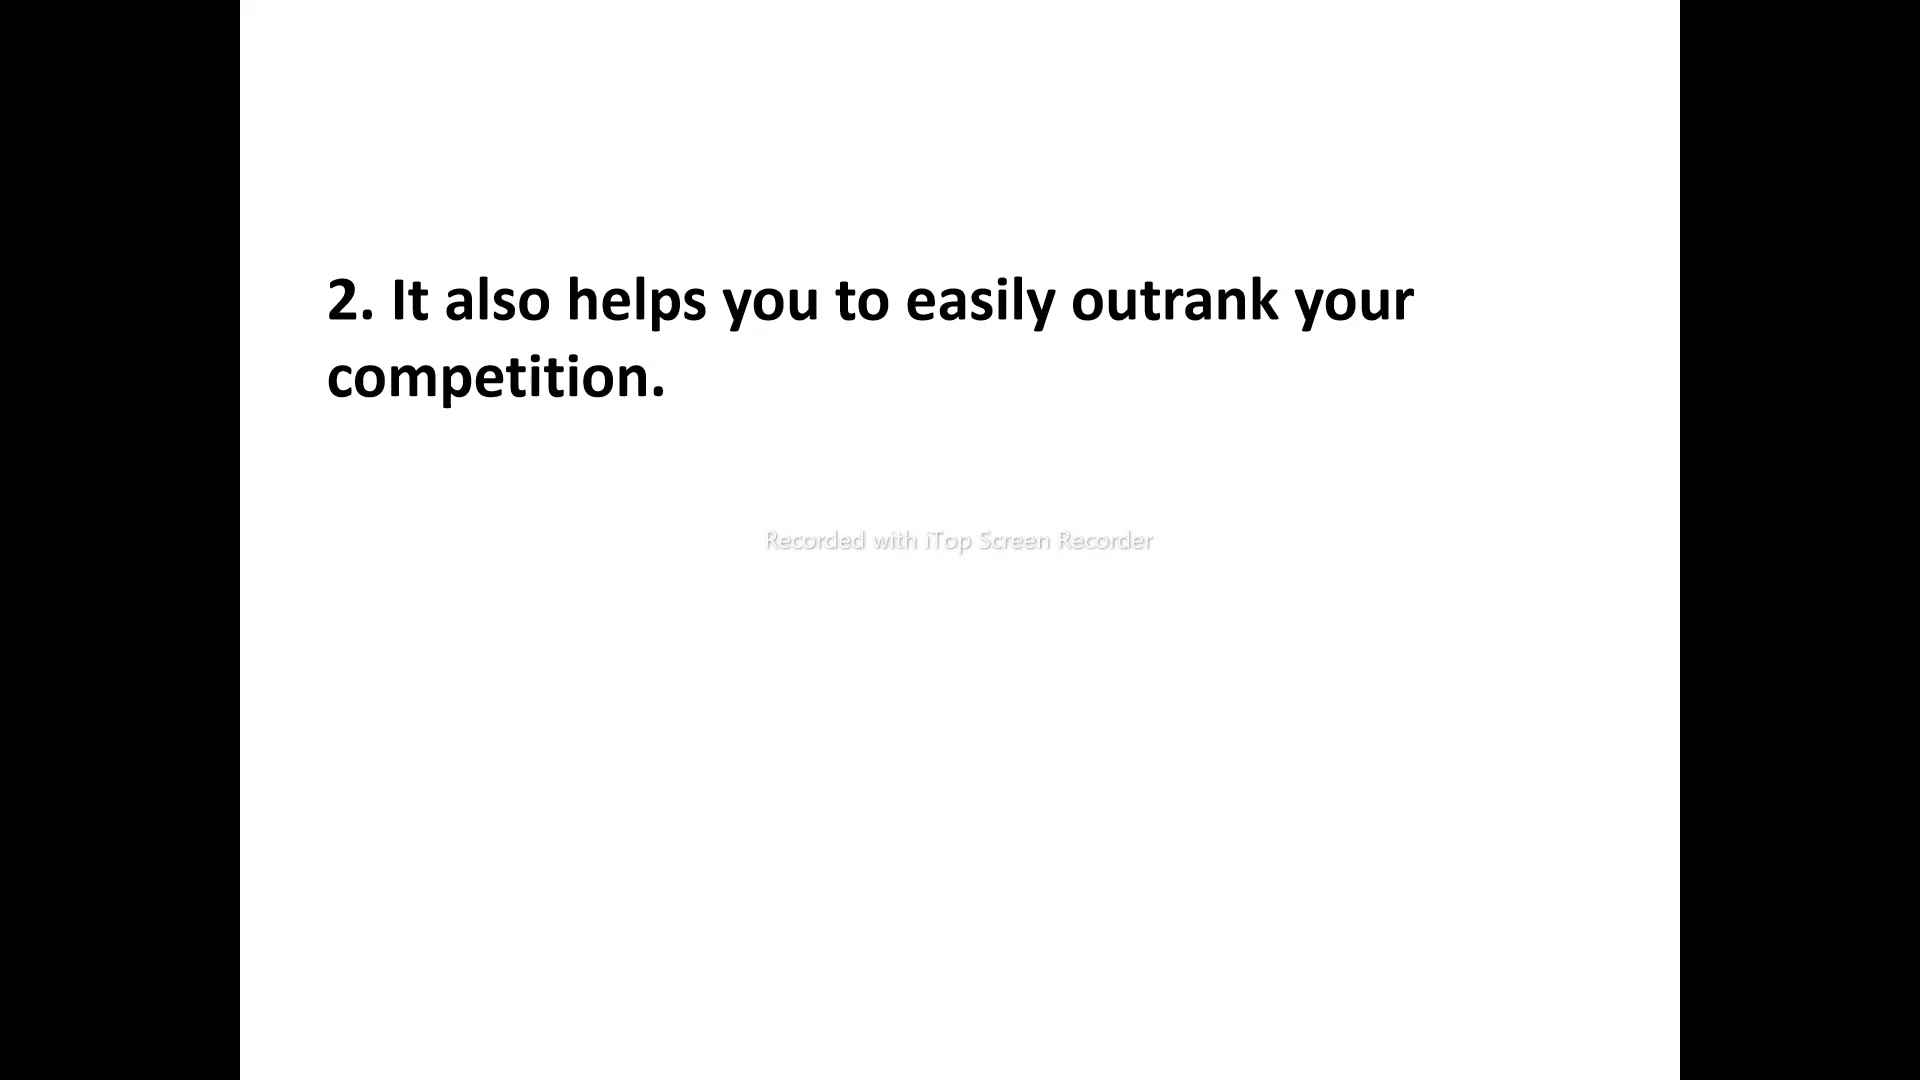 2. It also helps you to easily outrank your
competition.
Recorded with iTop Screen Recorder